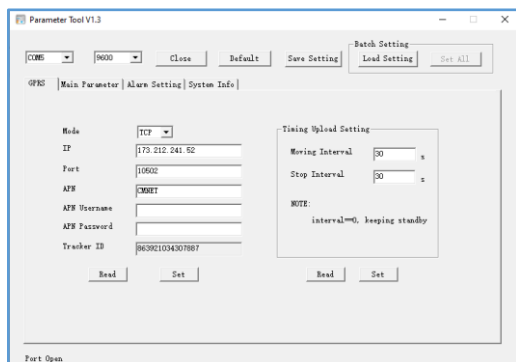 Parameter Tool V1.3
Batch Setting
COM5 9600 Close Default Save Setting Load Setting Set All
GPRS Main Parameter Alarm Setting System Info
Mode TCP
IP 173.212.241.52
Port 10502
APN CMNET
APN Username
APN Password
Tracker ID 863921034307887
Read Set
Timing Upload Setting
Moving Interval 30 s
Stop Interval 30 s
NOTE:
interval==0, keeping standby
Read Set
Port Open